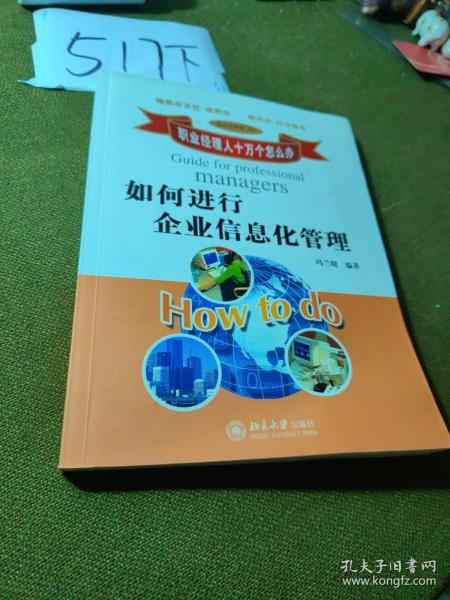 517下
职业经理人十万个怎么办
Guide for professional
managers
如何进行
企业信息化管理
冯兰晓 编著
How to do
北京大学出版社
PEKING UNIVERSITY PRESS
孔夫子旧书网
www.kongfz.com